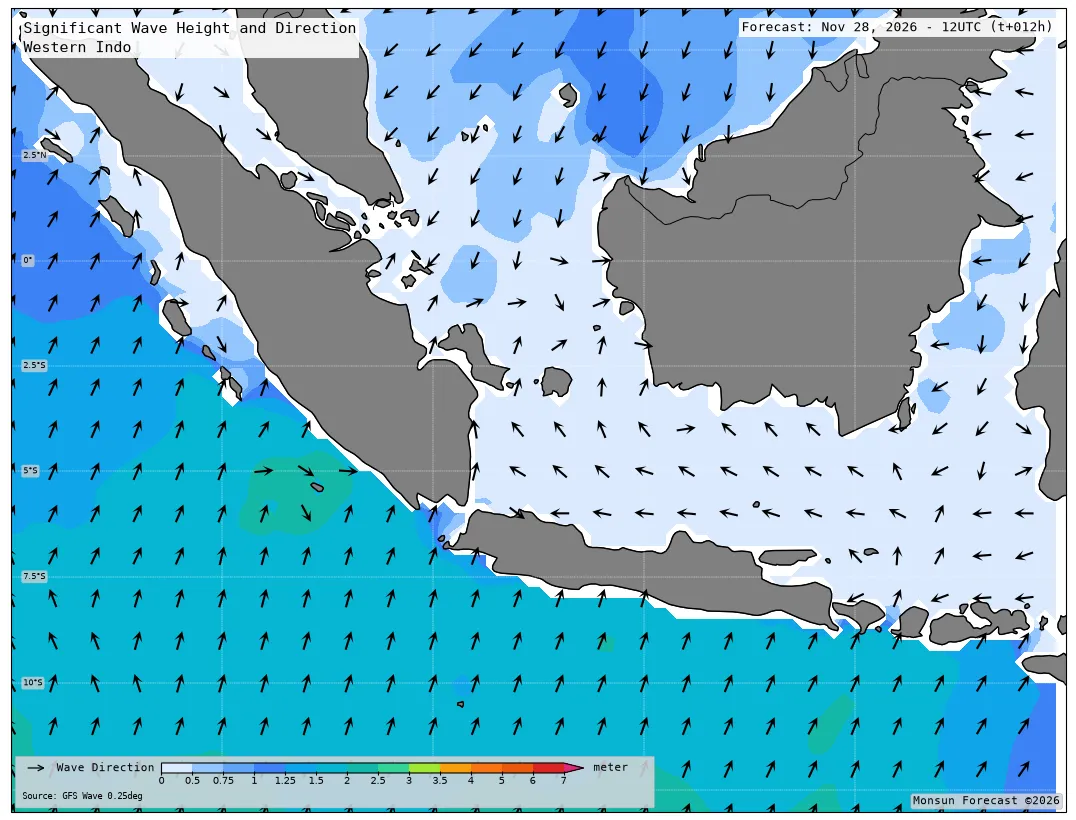 Significant Wave Height and Direction
Western Indo
Forecast: Nov 28, 2026 - 12UTC (t+012h)
2.5°N
0°
2.5°S
5°S
7.5°S
10°S
Wave Direction
meter
0 0.5 0.75 1 1.25 1.5 2 2.5 3 3.5 4 5 6 7
Source: GFS Wave 0.25deg
Monsun Forecast ©2026